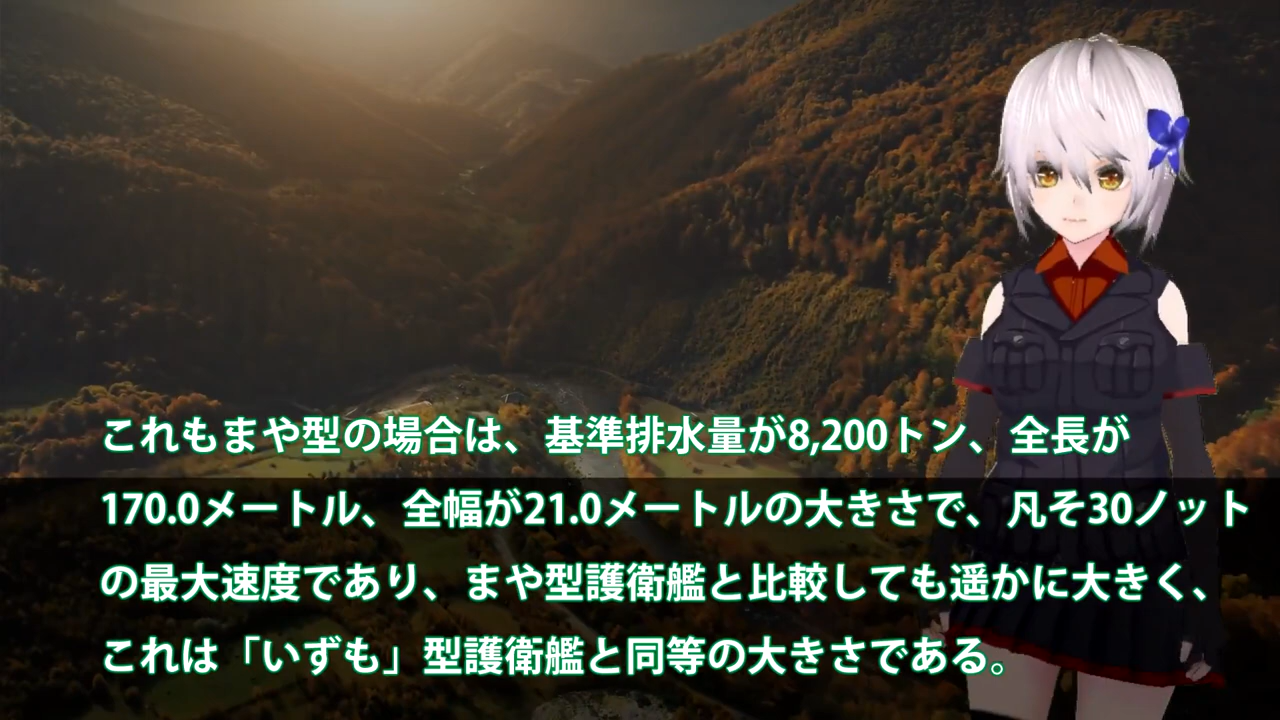 これもまや型の場合は、基準排水量が8,200トン、全長が
170.0メートル、全幅が21.0メートルの大きさで、凡そ30ノット
の最大速度であり、まや型護衛艦と比較しても遥かに大きく、
これは「いずも」型護衛艦と同等の大きさである。